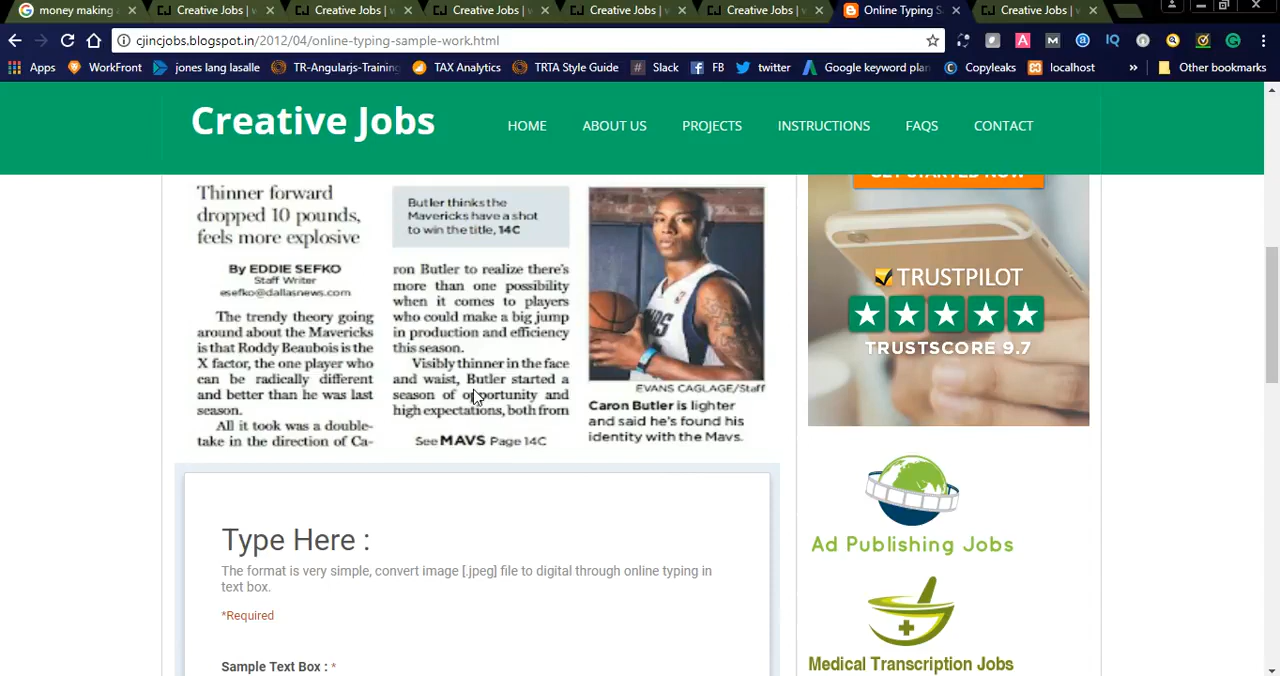 money making
Creative Jobs | w
Creative Jobs | w
Creative Jobs | w
Creative Jobs | w
Creative Jobs | w
Online Typing S
Creative Jobs | w
cjincjobs.blogspot.in/2012/04/online-typing-sample-work.html
Apps WorkFront jones lang lasalle TR-Angularjs-Training TAX Analytics TRTA Style Guide Slack FB twitter Google keyword plan Copyleaks localhost » Other bookmarks
Creative Jobs
HOME ABOUT US PROJECTS INSTRUCTIONS FAQS CONTACT
Thinner forward
dropped 10 pounds,
feels more explosive
By EDDIE SEFKO
Staff Writer
esefko@dallasnews.com
The trendy theory going
around about the Mavericks
is that Roddy Beaubois is the
X factor, the one player who
can be radically different
and better than he was last
season.
All it took was a double-
take in the direction of Ca-
Butler thinks the
Mavericks have a shot
to win the title, 14C
ron Butler to realize there's
more than one possibility
when it comes to players
who could make a big jump
in production and efficiency
this season.
Visibly thinner in the face
and waist, Butler started a
season of opportunity and
high expectations, both from
See MAVS Page 14C
EVANS CAGLAGE/Staff
Caron Butler is lighter
and said he's found his
identity with the Mavs.
GET STARTED NOW
TRUSTPILOT
TRUSTSCORE 9.7
Ad Publishing Jobs
Medical Transcription Jobs
Type Here :
The format is very simple, convert image [.jpeg] file to digital through online typing in
text box.
*Required
Sample Text Box : *